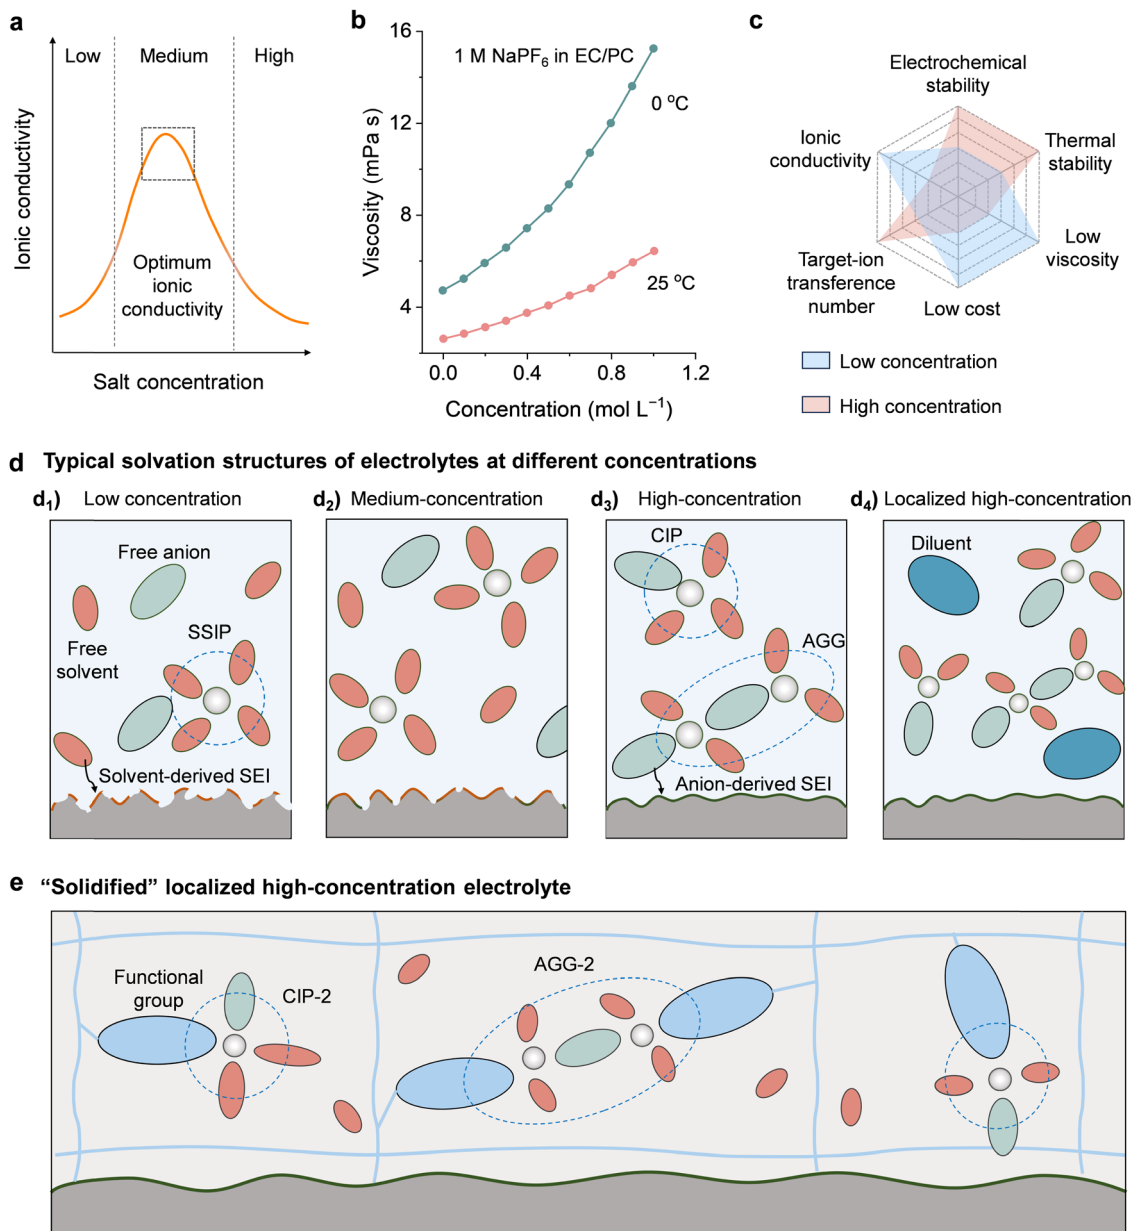 a
Low
Medium
High
Ionic conductivity
Optimum
ionic
conductivity
Salt concentration
b
16
12
8
4
Viscosity (mPa s)
1 M NaPF₆ in EC/PC
0 °C
25 °C
0.0
0.4
0.8
1.2
Concentration (mol L⁻¹)
c
Electrochemical
stability
Ionic
conductivity
Thermal
stability
Target-ion
transference
number
Low
viscosity
Low cost
Low concentration
High concentration
d Typical solvation structures of electrolytes at different concentrations
d₁) Low concentration
Free anion
Free
solvent
SSIP
Solvent-derived SEI
d₂) Medium-concentration
d₃) High-concentration
CIP
AGG
Anion-derived SEI
d₄) Localized high-concentration
Diluent
e “Solidified” localized high-concentration electrolyte
Functional
group
CIP-2
AGG-2